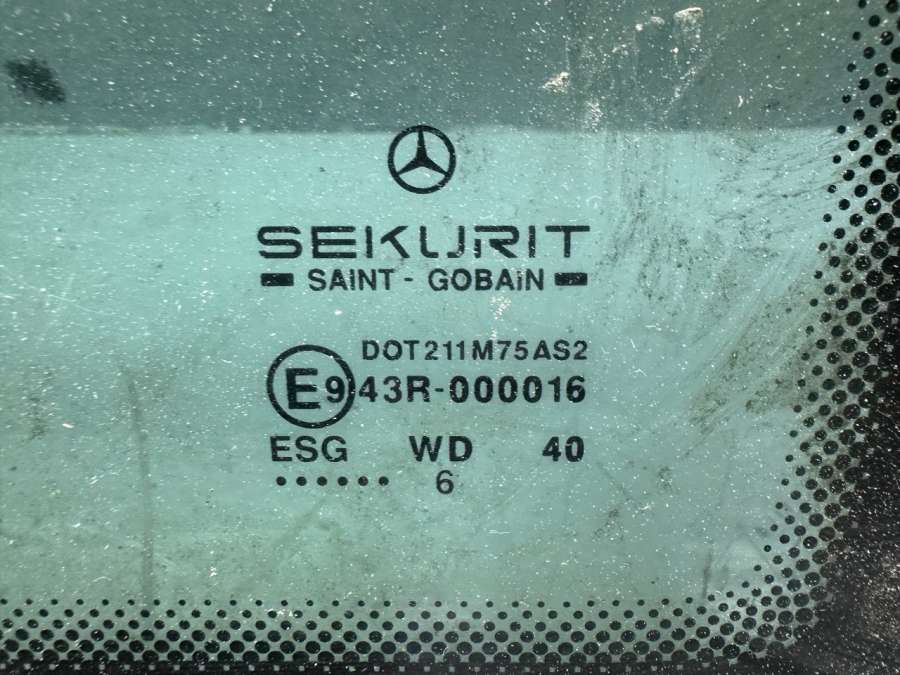 SEKURIT
SAINT - GOBAIN
DOT211M75AS2
E9 43R-000016
ESG WD 40
...... 6